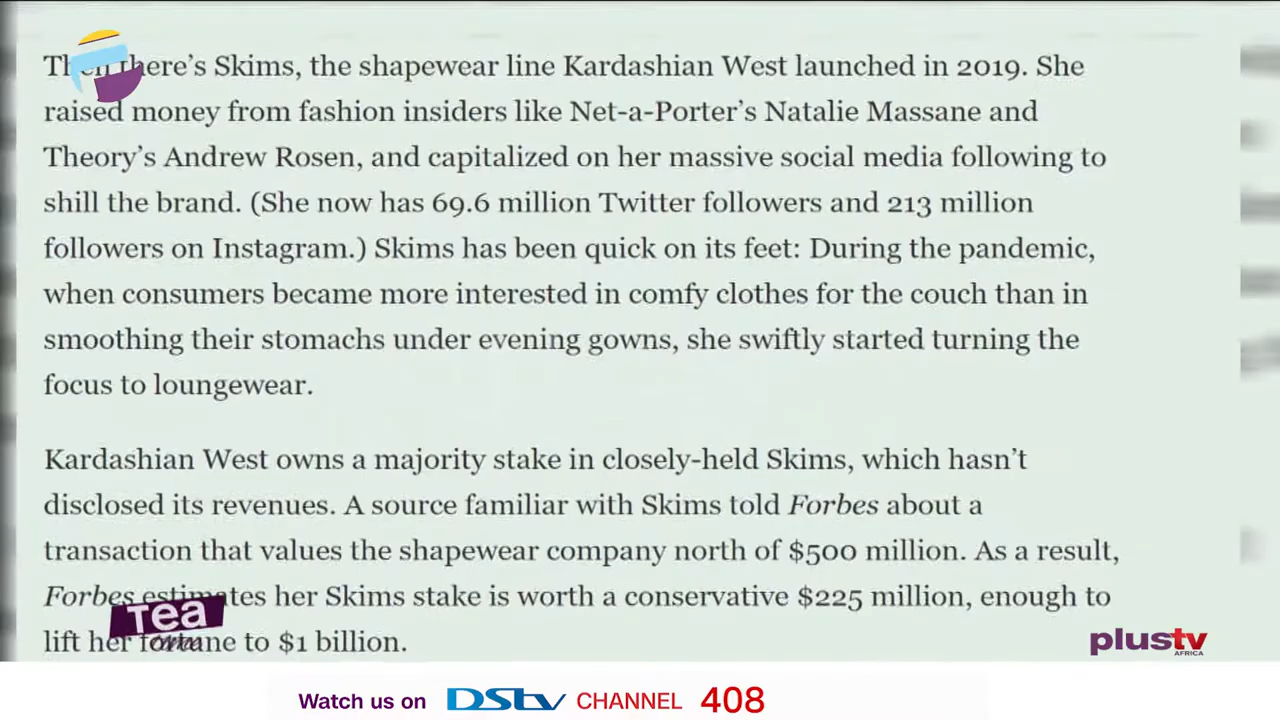 Then there's Skims, the shapewear line Kardashian West launched in 2019. She
raised money from fashion insiders like Net-a-Porter's Natalie Massane and
Theory's Andrew Rosen, and capitalized on her massive social media following to
shill the brand. (She now has 69.6 million Twitter followers and 213 million
followers on Instagram.) Skims has been quick on its feet: During the pandemic,
when consumers became more interested in comfy clothes for the couch than in
smoothing their stomachs under evening gowns, she swiftly started turning the
focus to loungewear.
Kardashian West owns a majority stake in closely-held Skims, which hasn't
disclosed its revenues. A source familiar with Skims told Forbes about a
transaction that values the shapewear company north of $500 million. As a result,
Forbes estimates her Skims stake is worth a conservative $225 million, enough to
lift her fortune to $1 billion.
Tea
time
plustv
AFRICA
Watch us on DStv CHANNEL 408